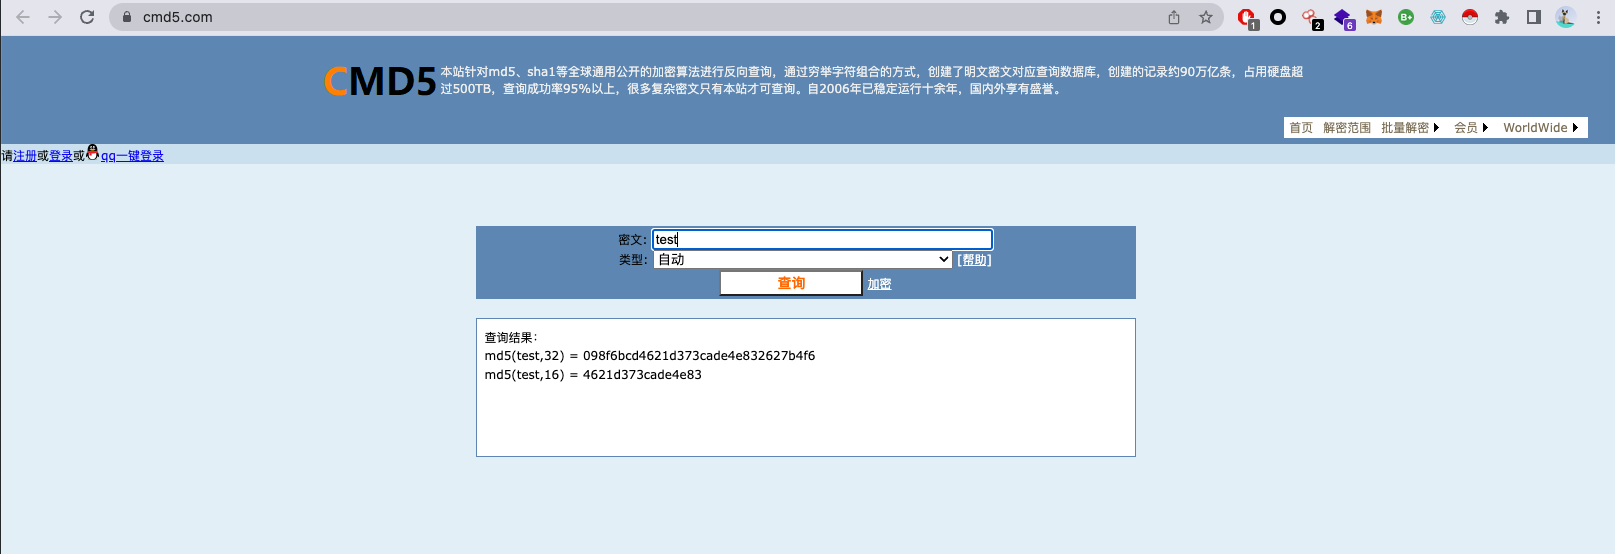 cmd5.com
1
2
6
B+
CMD5
本站针对md5、sha1等全球通用公开的加密算法进行反向查询，通过穷举字符组合的方式，创建了明文密文对应查询数据库，创建的记录约90万亿条，占用硬盘超
过500TB，查询成功率95%以上，很多复杂密文只有本站才可查询。自2006年已稳定运行十余年，国内外享有盛誉。
首页 解密范围 批量解密 会员 WorldWide
请注册或登录或qq一键登录
密文: test
类型: 自动 [帮助]
查询 加密
查询结果:
md5(test,32) = 098f6bcd4621d373cade4e832627b4f6
md5(test,16) = 4621d373cade4e83